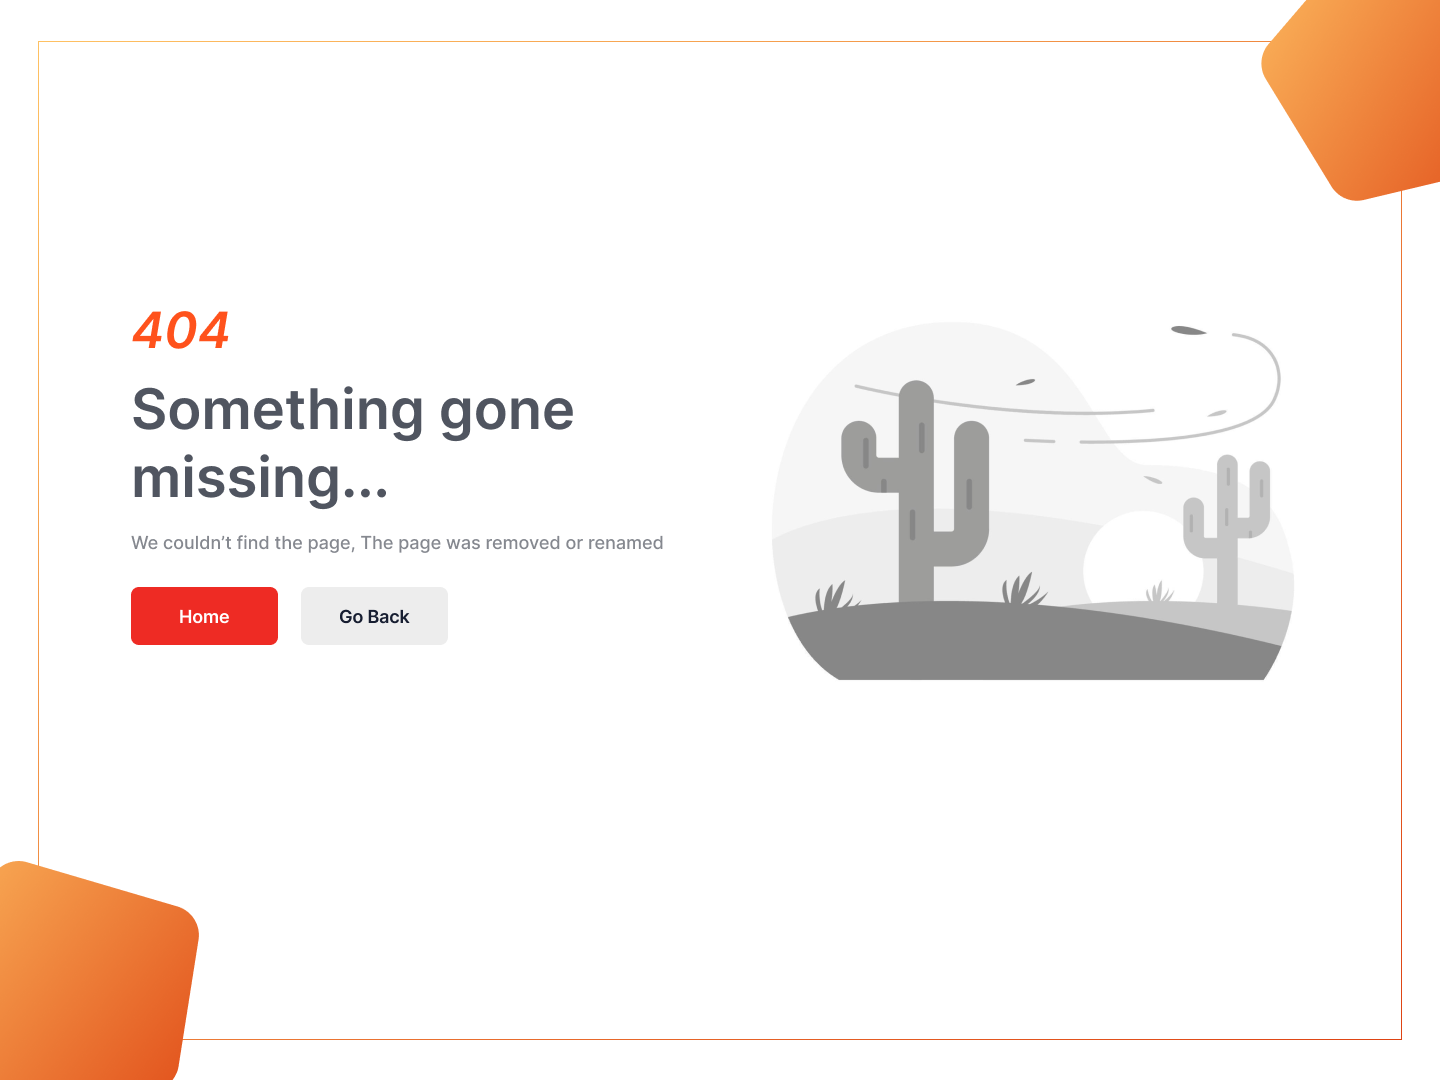 404
Something gone
missing...
We couldn’t find the page, The page was removed or renamed
Home
Go Back